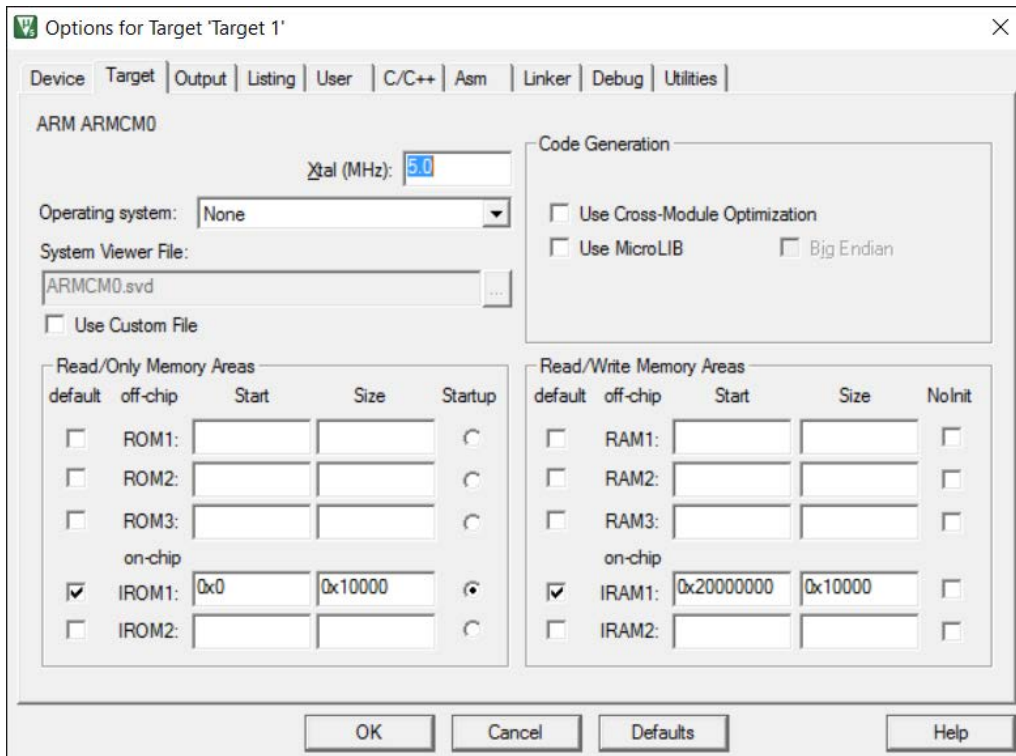 Options for Target 'Target 1'
Device Target Output Listing User C/C++ Asm Linker Debug Utilities
ARM ARMCM0
Xtal (MHz): 5.0
Operating system: None
System Viewer File:
ARMCM0.svd ...
Use Custom File
Code Generation
Use Cross-Module Optimization
Use MicroLIB Big Endian
Read/Only Memory Areas
default off-chip Start Size Startup
ROM1:
ROM2:
ROM3:
on-chip
IROM1: 0x0 0x10000
IROM2:
Read/Write Memory Areas
default off-chip Start Size NoInit
RAM1:
RAM2:
RAM3:
on-chip
IRAM1: 0x20000000 0x10000
IRAM2:
OK Cancel Defaults Help